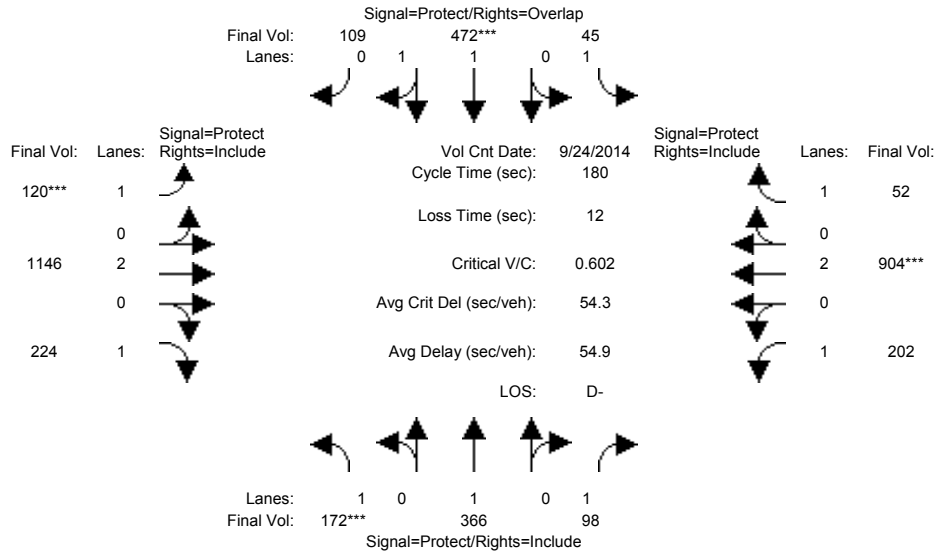 Signal=Protect/Rights=Overlap
Final Vol: 109 472*** 45
Lanes: 0 1 1 0 1
Signal=Protect
Final Vol: Lanes: Rights=Include
Vol Cnt Date: 9/24/2014
Signal=Protect
Rights=Include Lanes: Final Vol:
Cycle Time (sec): 180
120*** 1
1 52
Loss Time (sec): 12
0
0
1146 2
Critical V/C: 0.602
2 904***
0
Avg Crit Del (sec/veh): 54.3
0
224 1
Avg Delay (sec/veh): 54.9
1 202
LOS: D-
Lanes: 1 0 1 0 1
Final Vol: 172*** 366 98
Signal=Protect/Rights=Include